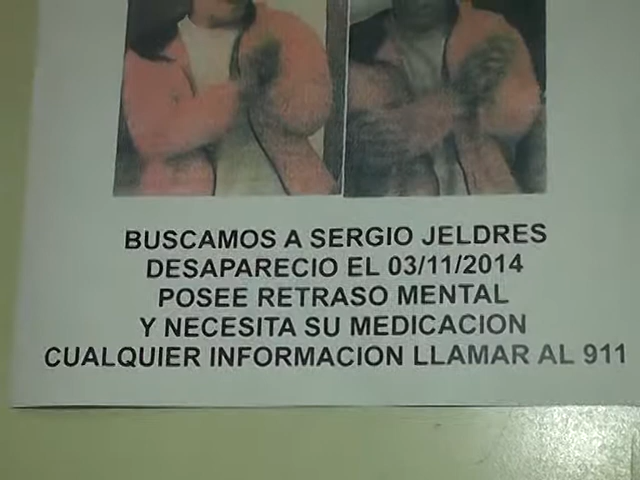 BUSCAMOS A SERGIO JELDRES
DESAPARECIO EL 03/11/2014
POSEE RETRASO MENTAL
Y NECESITA SU MEDICACION
CUALQUIER INFORMACION LLAMAR AL 911